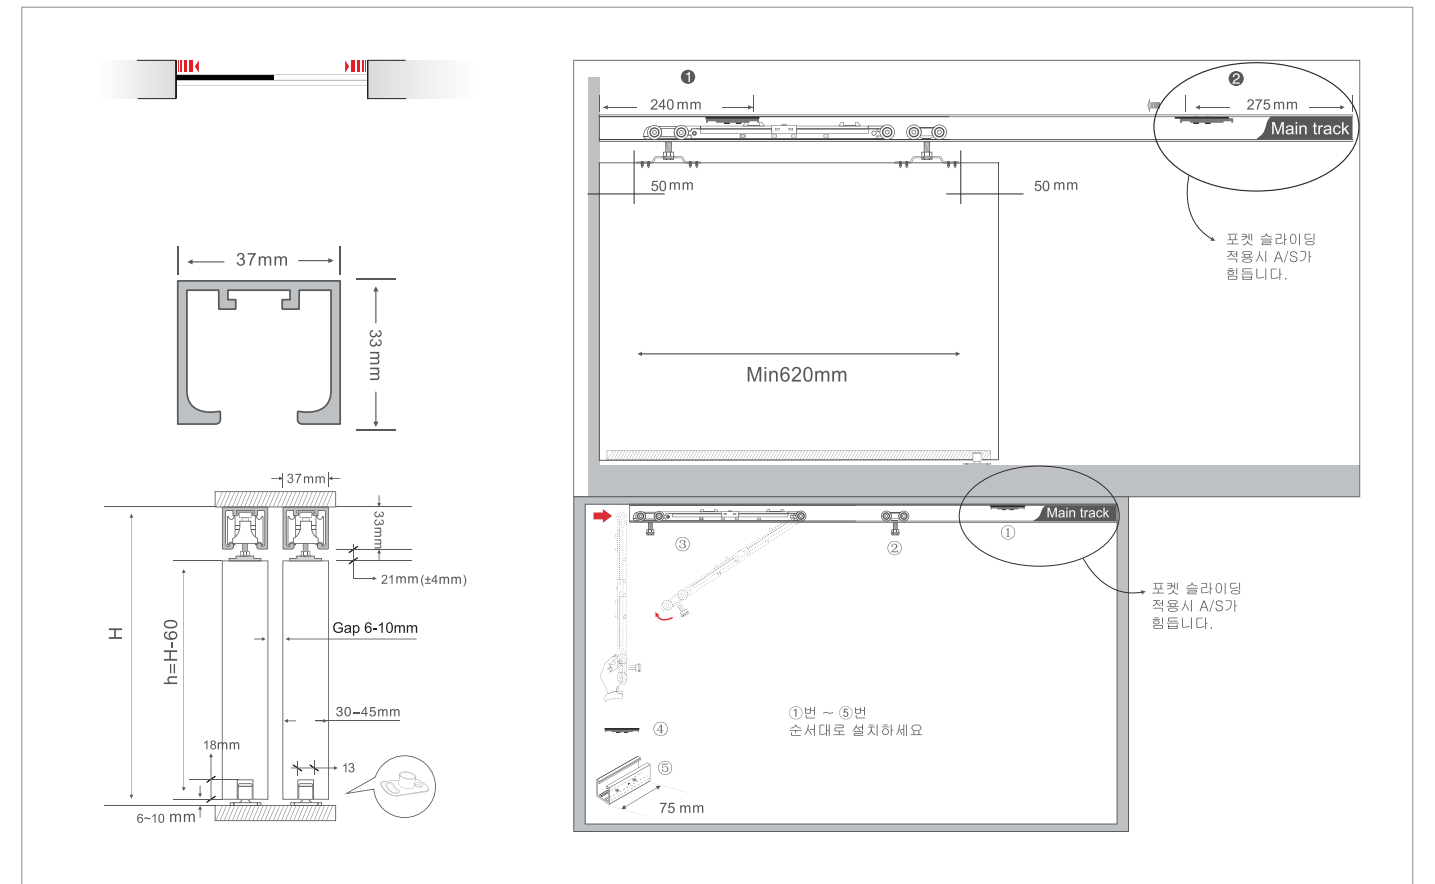 37mm
33mm
37mm
33mm
21mm(±4mm)
H
h=H-60
Gap 6-10mm
30–45mm
18mm
13
6~10 mm
❶
❷
240mm
275mm
Main track
50mm
50 mm
포켓 슬라이딩
적용시 A/S가
힘듭니다.
Min620mm
Main track
③
②
①
포켓 슬라이딩
적용시 A/S가
힘듭니다.
①번 ~ ⑤번
순서대로 설치하세요
④
⑤
75 mm